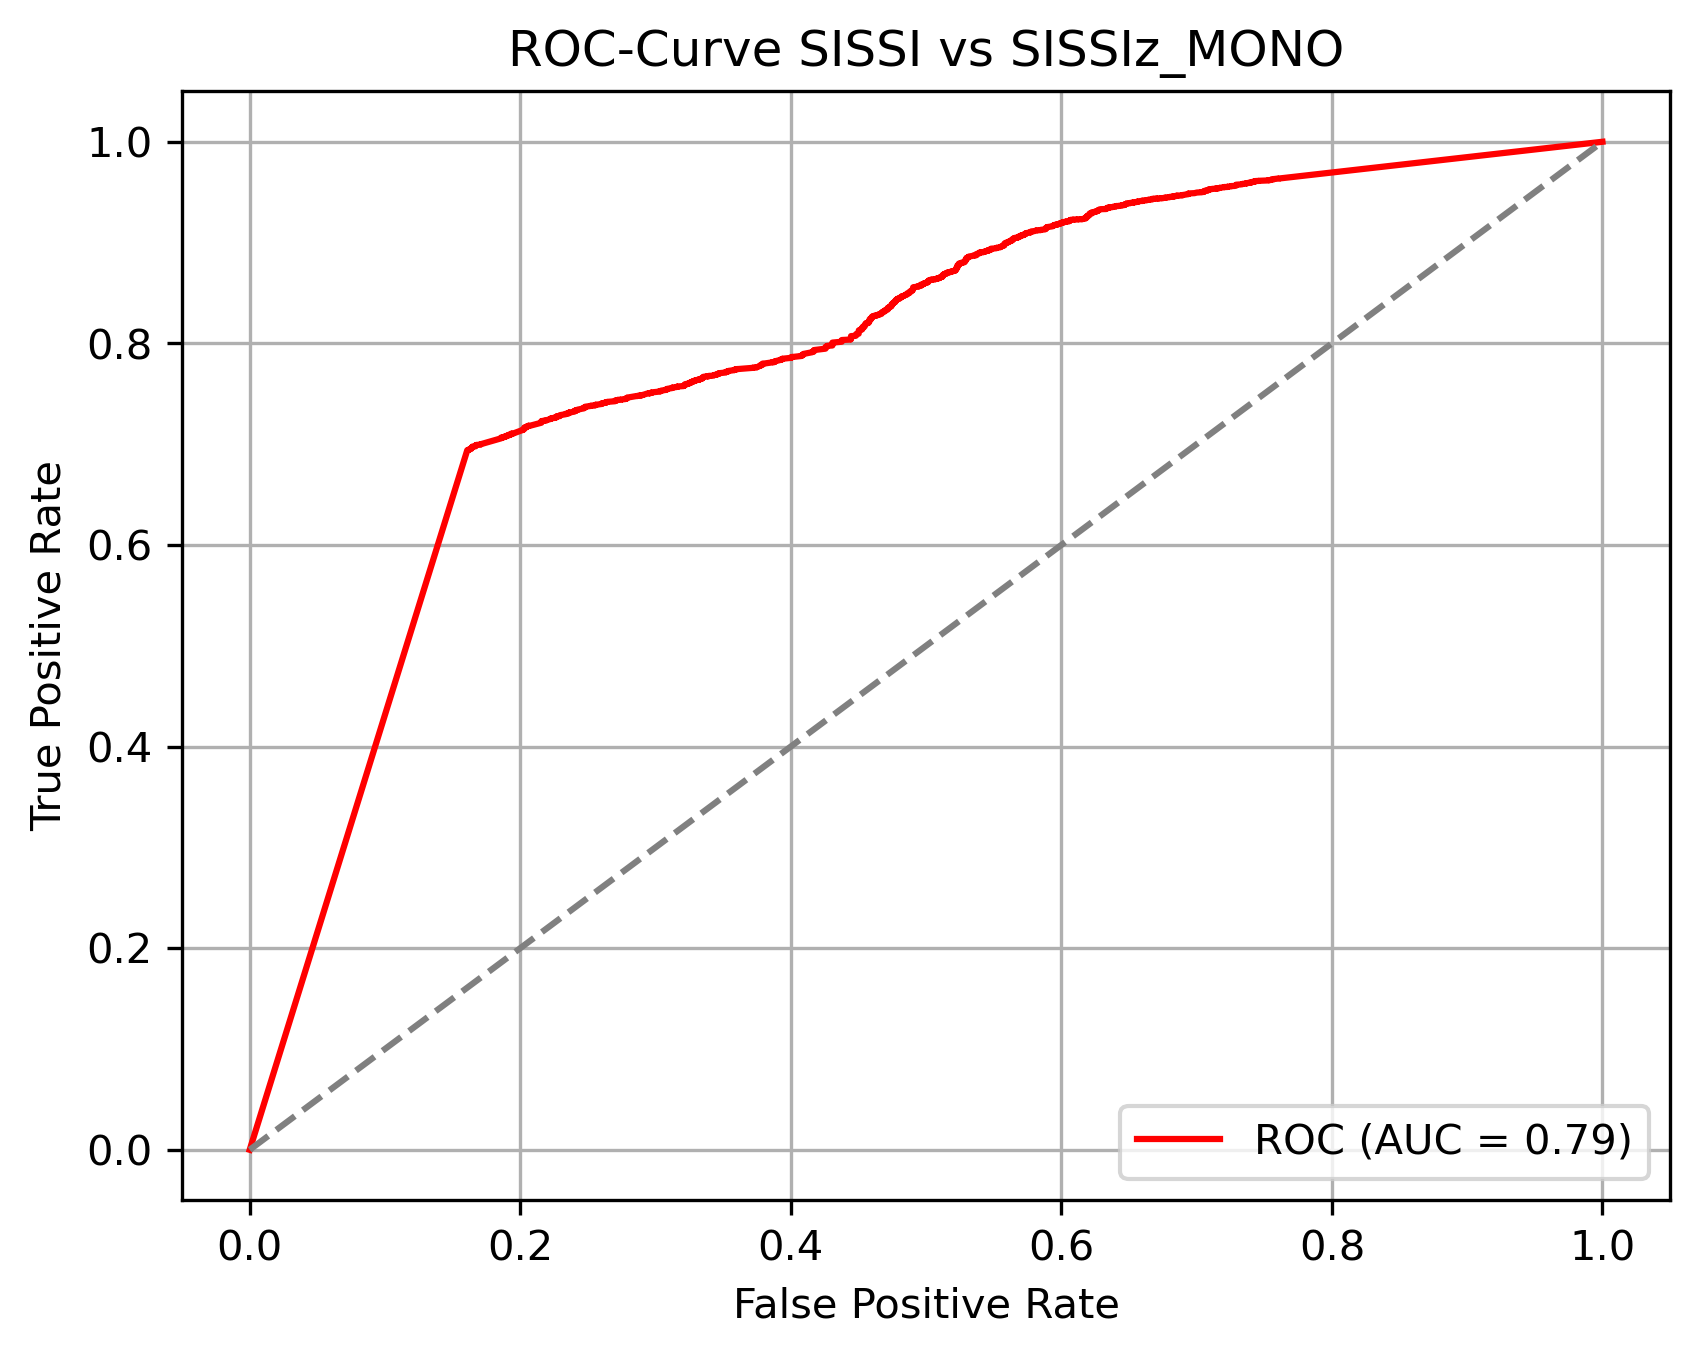 ROC-Curve SISSI vs SISSIz_MONO
True Positive Rate
1.0
0.8
0.6
0.4
0.2
0.0
ROC (AUC = 0.79)
0.0 0.2 0.4 0.6 0.8 1.0
False Positive Rate